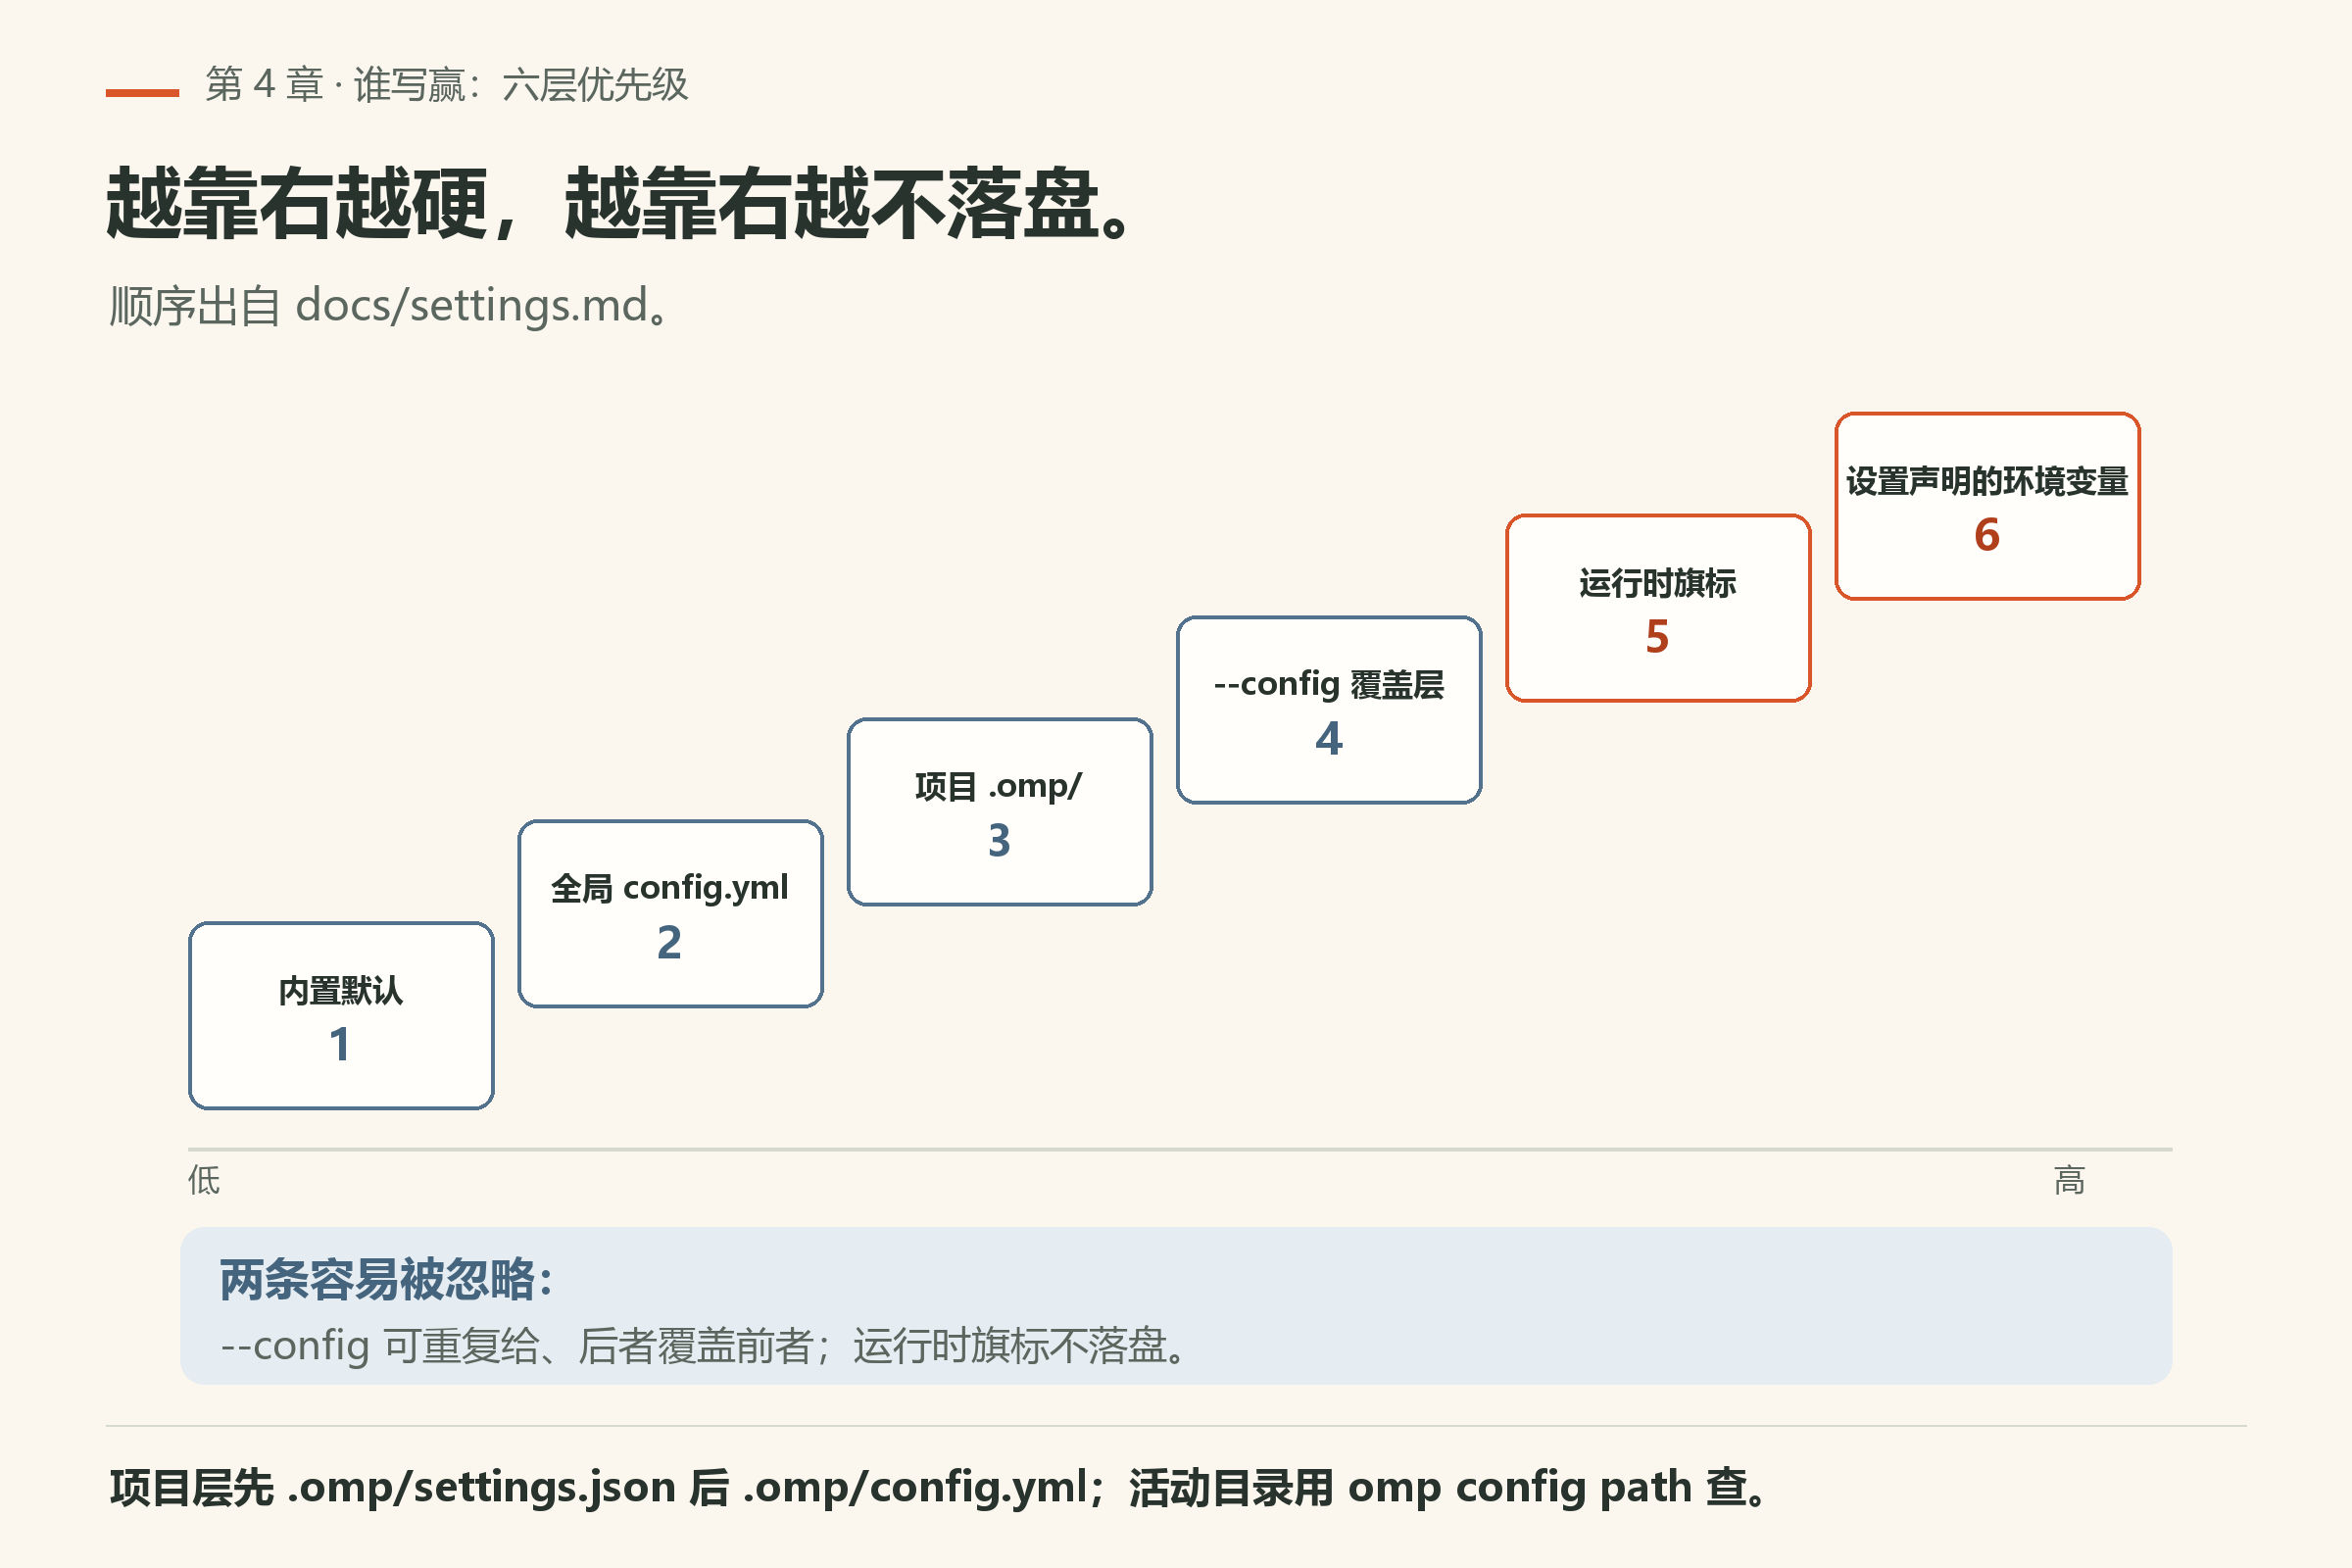 第 4 章 · 谁写赢：六层优先级
越靠右越硬，越靠右越不落盘。
顺序出自 docs/settings.md。
设置声明的环境变量
6
运行时旗标
5
--config 覆盖层
4
项目 .omp/
3
全局 config.yml
2
内置默认
1
低
高
两条容易被忽略：
--config 可重复给、后者覆盖前者；运行时旗标不落盘。
项目层先 .omp/settings.json 后 .omp/config.yml；活动目录用 omp config path 查。